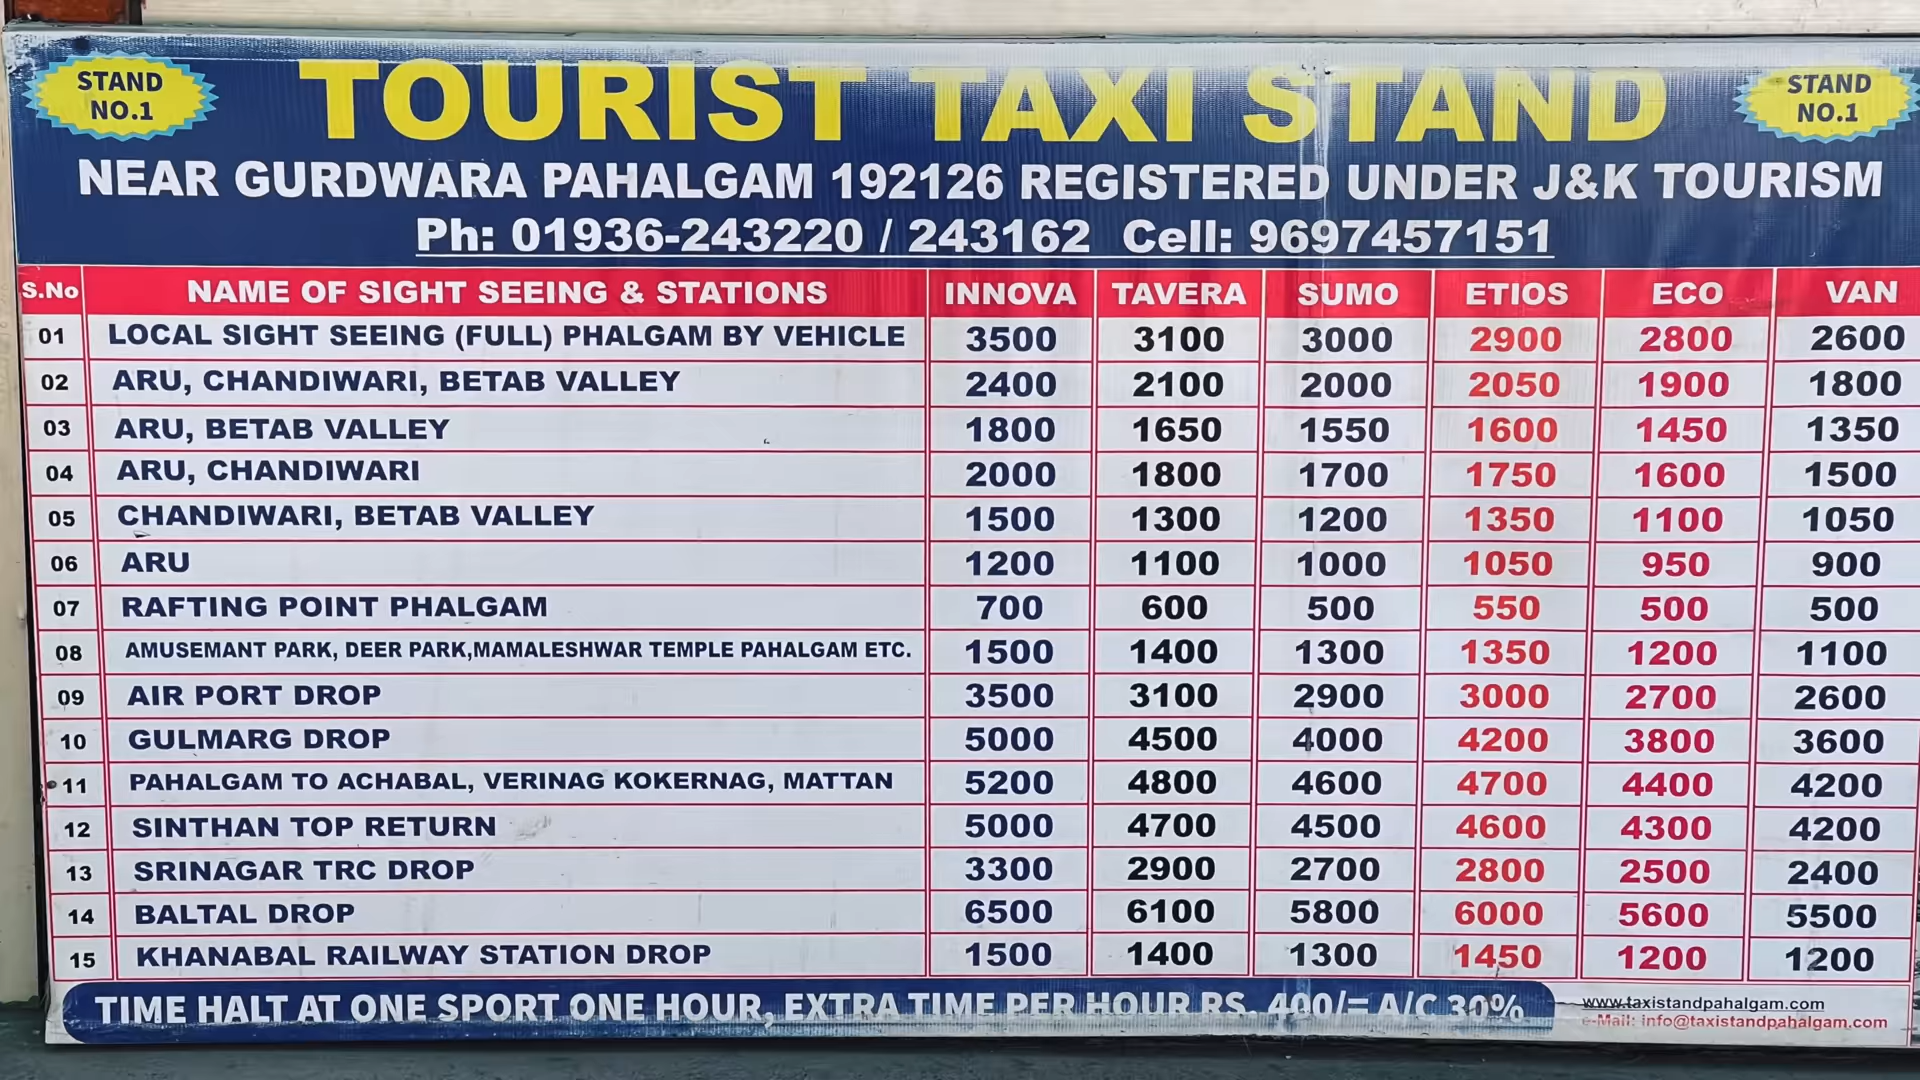 STAND NO.1
TOURIST TAXI STAND
STAND NO.1
NEAR GURDWARA PAHALGAM 192126 REGISTERED UNDER J&K TOURISM
Ph: 01936-243220 / 243162 Cell: 9697457151
S.No NAME OF SIGHT SEEING & STATIONS INNOVA TAVERA SUMO ETIOS ECO VAN
01 LOCAL SIGHT SEEING (FULL) PHALGAM BY VEHICLE 3500 3100 3000 2900 2800 2600
02 ARU, CHANDIWARI, BETAB VALLEY 2400 2100 2000 2050 1900 1800
03 ARU, BETAB VALLEY 1800 1650 1550 1600 1450 1350
04 ARU, CHANDIWARI 2000 1800 1700 1750 1600 1500
05 CHANDIWARI, BETAB VALLEY 1500 1300 1200 1350 1100 1050
06 ARU 1200 1100 1000 1050 950 900
07 RAFTING POINT PHALGAM 700 600 500 550 500 500
08 AMUSEMANT PARK, DEER PARK,MAMALESHWAR TEMPLE PAHALGAM ETC. 1500 1400 1300 1350 1200 1100
09 AIR PORT DROP 3500 3100 2900 3000 2700 2600
10 GULMARG DROP 5000 4500 4000 4200 3800 3600
11 PAHALGAM TO ACHABAL, VERINAG KOKERNAG, MATTAN 5200 4800 4600 4700 4400 4200
12 SINTHAN TOP RETURN 5000 4700 4500 4600 4300 4200
13 SRINAGAR TRC DROP 3300 2900 2700 2800 2500 2400
14 BALTAL DROP 6500 6100 5800 6000 5600 5500
15 KHANABAL RAILWAY STATION DROP 1500 1400 1300 1450 1200 1200
TIME HALT AT ONE SPORT ONE HOUR, EXTRA TIME PER HOUR RS. 400/= A/C 30%
www.taxistandpahalgam.com
e-Mail: info@taxistandpahalgam.com